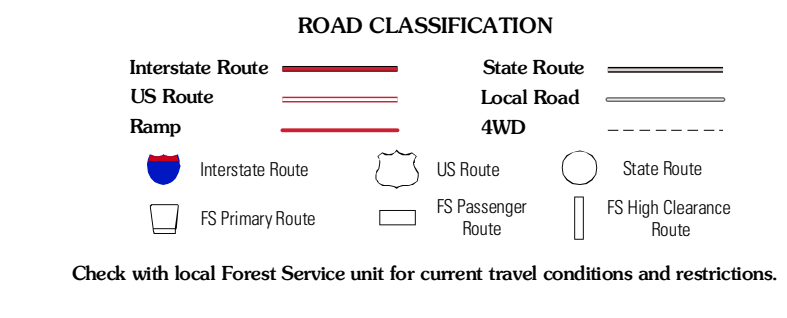 ROAD CLASSIFICATION
Interstate Route
State Route
US Route
Local Road
Ramp
4WD
Interstate Route
US Route
State Route
FS Primary Route
FS Passenger
Route
FS High Clearance
Route
Check with local Forest Service unit for current travel conditions and restrictions.